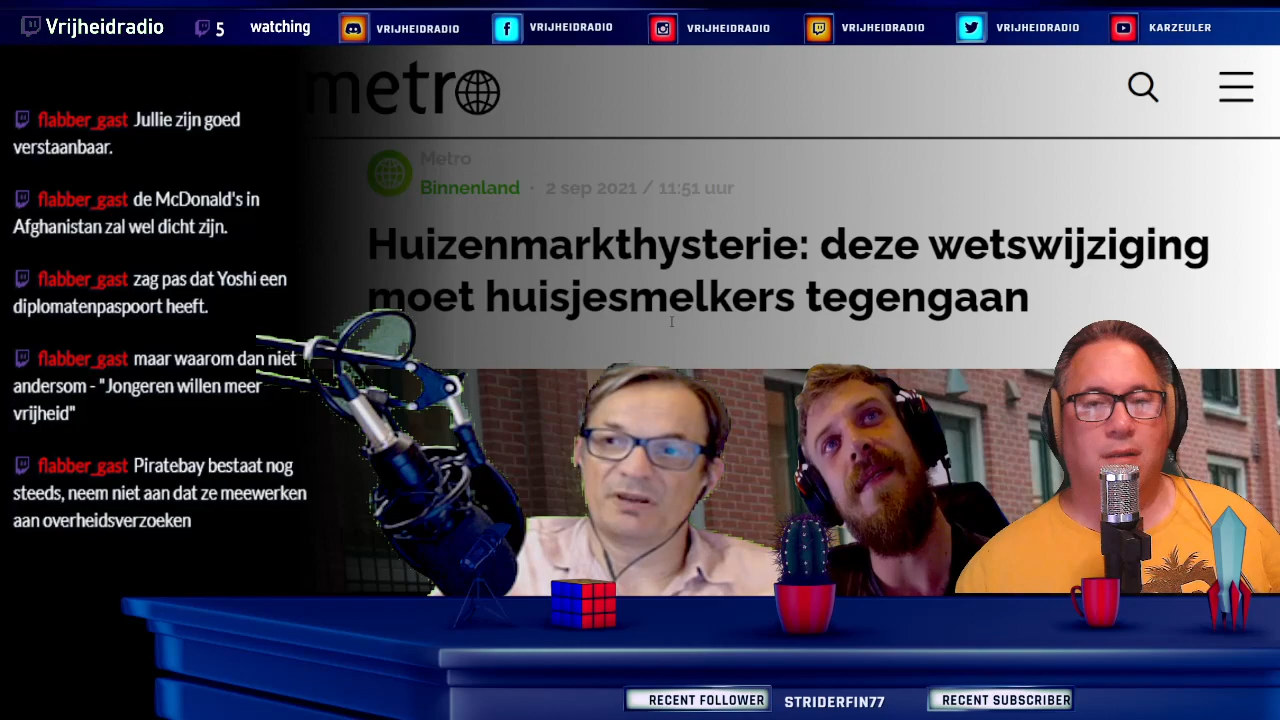 Vrijheidradio
5
watching
VRIJHEIDRADIO
VRIJHEIDRADIO
VRIJHEIDRADIO
VRIJHEIDRADIO
VRIJHEIDRADIO
KARZEULER
flabber_gast Jullie zijn goed
verstaanbaar.
flabber_gast de McDonald's in
Afghanistan zal wel dicht zijn.
flabber_gast zag pas dat Yoshi een
diplomatenpaspoort heeft.
flabber_gast maar waarom dan niet
andersom - "Jongeren willen meer
vrijheid"
flabber_gast Piratebay bestaat nog
steeds, neem niet aan dat ze meewerken
aan overheidsverzoeken
metro
Metro
Binnenland · 2 sep 2021 / 11:51 uur
Huizenmarkthysterie: deze wetswijziging
moet huisjesmelkers tegengaan
RECENT FOLLOWER
STRIDERFIN77
RECENT SUBSCRIBER